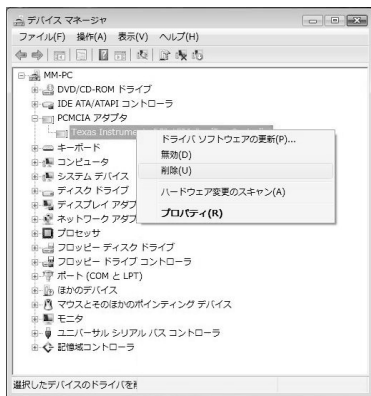 デバイス マネージャ
ファイル(F) 操作(A) 表示(V) ヘルプ(H)
MM-PC
DVD/CD-ROM ドライブ
IDE ATA/ATAPI コントローラ
PCMCIA アダプタ
Texas Instrume
ドライバ ソフトウェアの更新(P)...
無効(D)
削除(U)
ハードウェア変更のスキャン(A)
プロパティ(R)
キーボード
コンピュータ
システム デバイス
ディスク ドライブ
ディスプレイ アダプ
ネットワーク アダプ
プロセッサ
フロッピー ディスク ドライブ
フロッピー ドライブ コントローラ
ポート (COM と LPT)
ほかのデバイス
マウスとそのほかのポインティング デバイス
モニタ
ユニバーサル シリアル バス コントローラ
記憶域コントローラ
選択したデバイスのドライバを